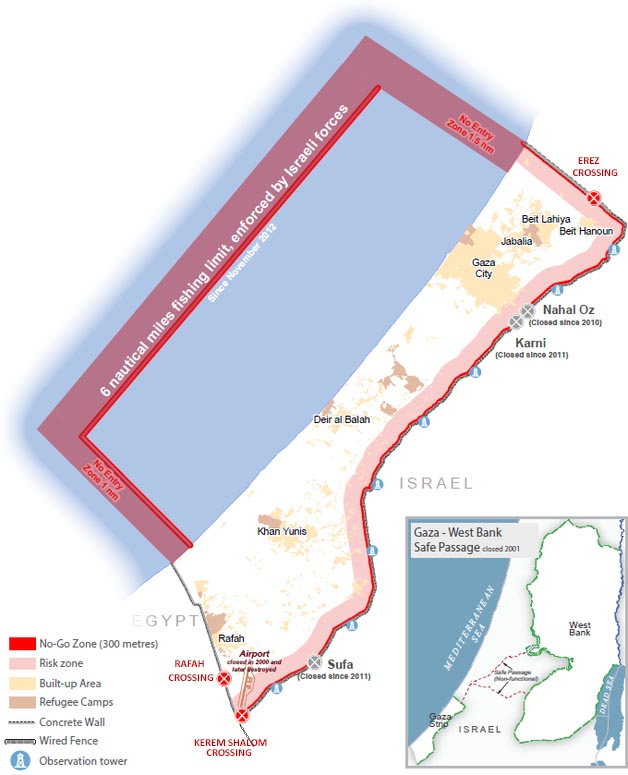 6 nautical miles fishing limit, enforced by Israeli forces
Since November 2012
No Entry
Zone 1.5 nm
EREZ
CROSSING
Beit Lahiya
Jabalia
Beit Hanoun
Gaza
City
Nahal Oz
(Closed since 2010)
Karni
(Closed since 2011)
Deir al Balah
No Entry
Zone 1 nm
ISRAEL
Khan Yunis
EGYPT
Rafah
Airport
closed in 2000 and
later destroyed
Sufa
(Closed since 2011)
RAFAH
CROSSING
KEREM SHALOM
CROSSING
No-Go Zone (300 metres)
Risk zone
Built-up Area
Refugee Camps
Concrete Wall
Wired Fence
Observation tower
Gaza - West Bank
Safe Passage closed 2001
MEDITERRANEAN
SEA
West
Bank
Safe Passage
(Non-functional)
DEAD SEA
Gaza
Strip
ISRAEL